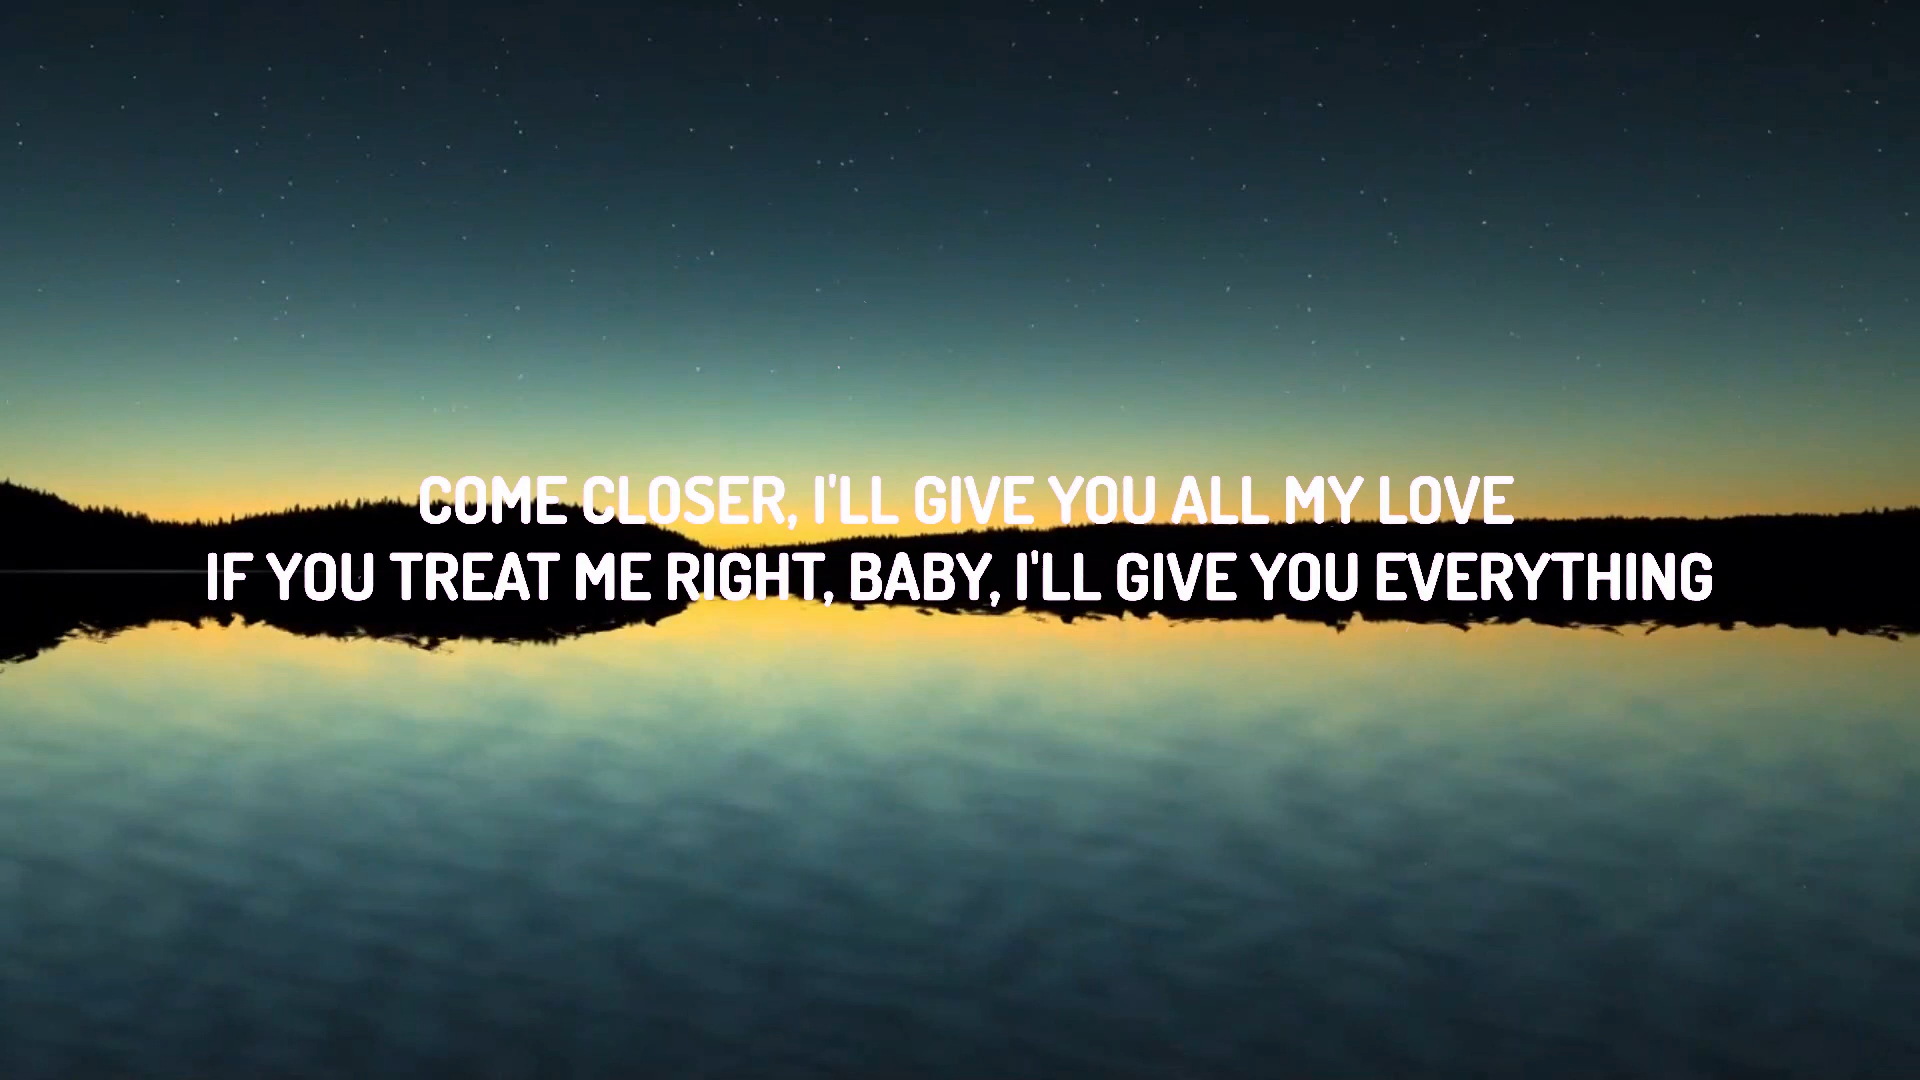 COME CLOSER, I'LL GIVE YOU ALL MY LOVE
IF YOU TREAT ME RIGHT, BABY, I'LL GIVE YOU EVERYTHING